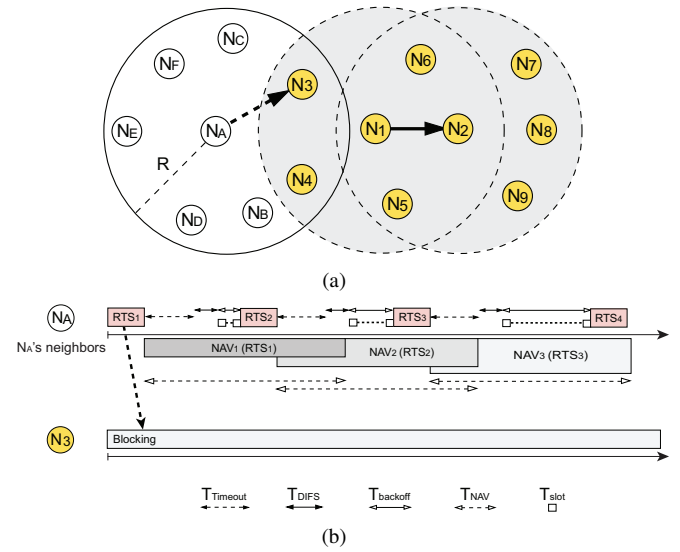 NC
NF
N6
N7
N3
NE
NA
N1
N2
N8
R
N4
N5
N9
ND
NB
(a)
NA
RTS1
RTS2
RTS3
RTS4
NA's neighbors
NAV1 (RTS1)
NAV2 (RTS2)
NAV3 (RTS3)
N3
Blocking
TTimeout
TDIFS
Tbackoff
TNAV
Tslot
(b)